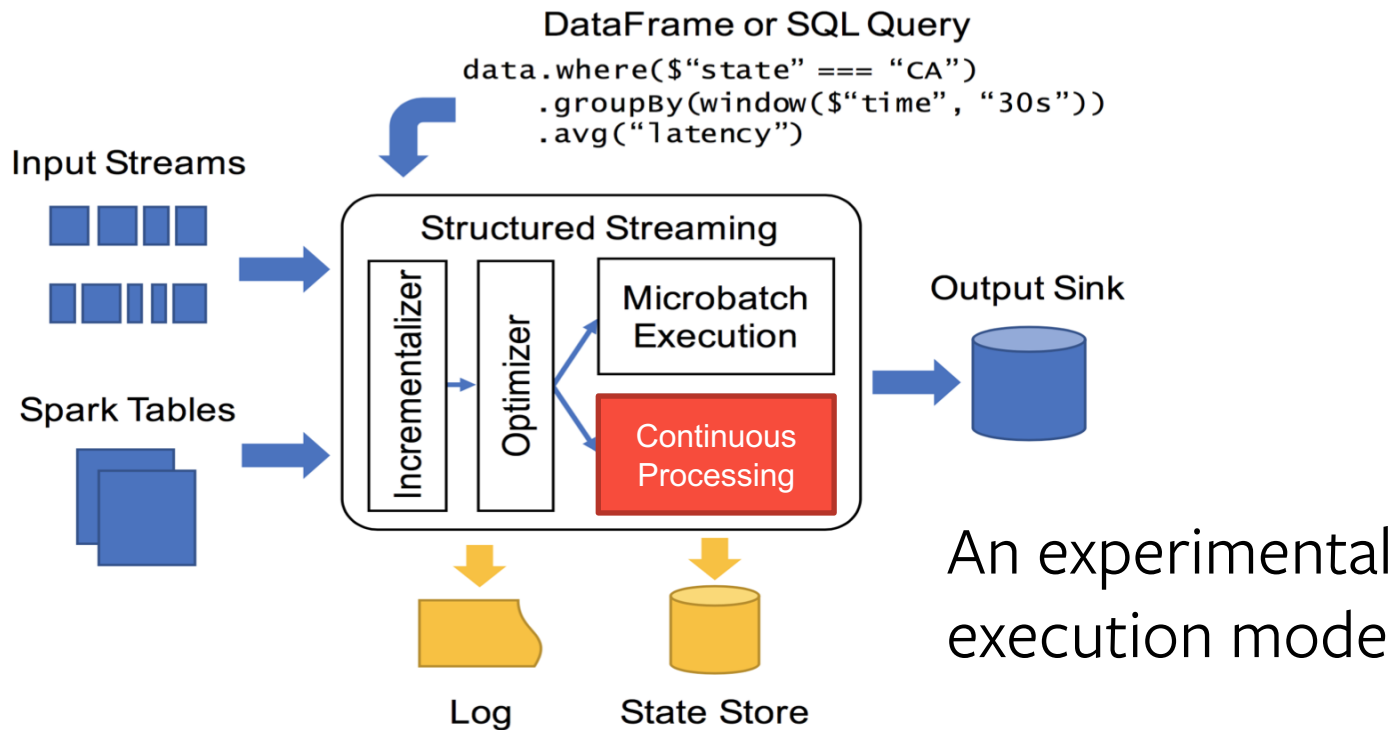 DataFrame or SQL Query
data.where($“state” === “CA”)
.groupBy(window($“time”, “30s”))
.avg(“latency”)
Input Streams
Spark Tables
Structured Streaming
Incrementalizer
Optimizer
Microbatch
Execution
Continuous
Processing
Output Sink
Log
State Store
An experimental
execution mode